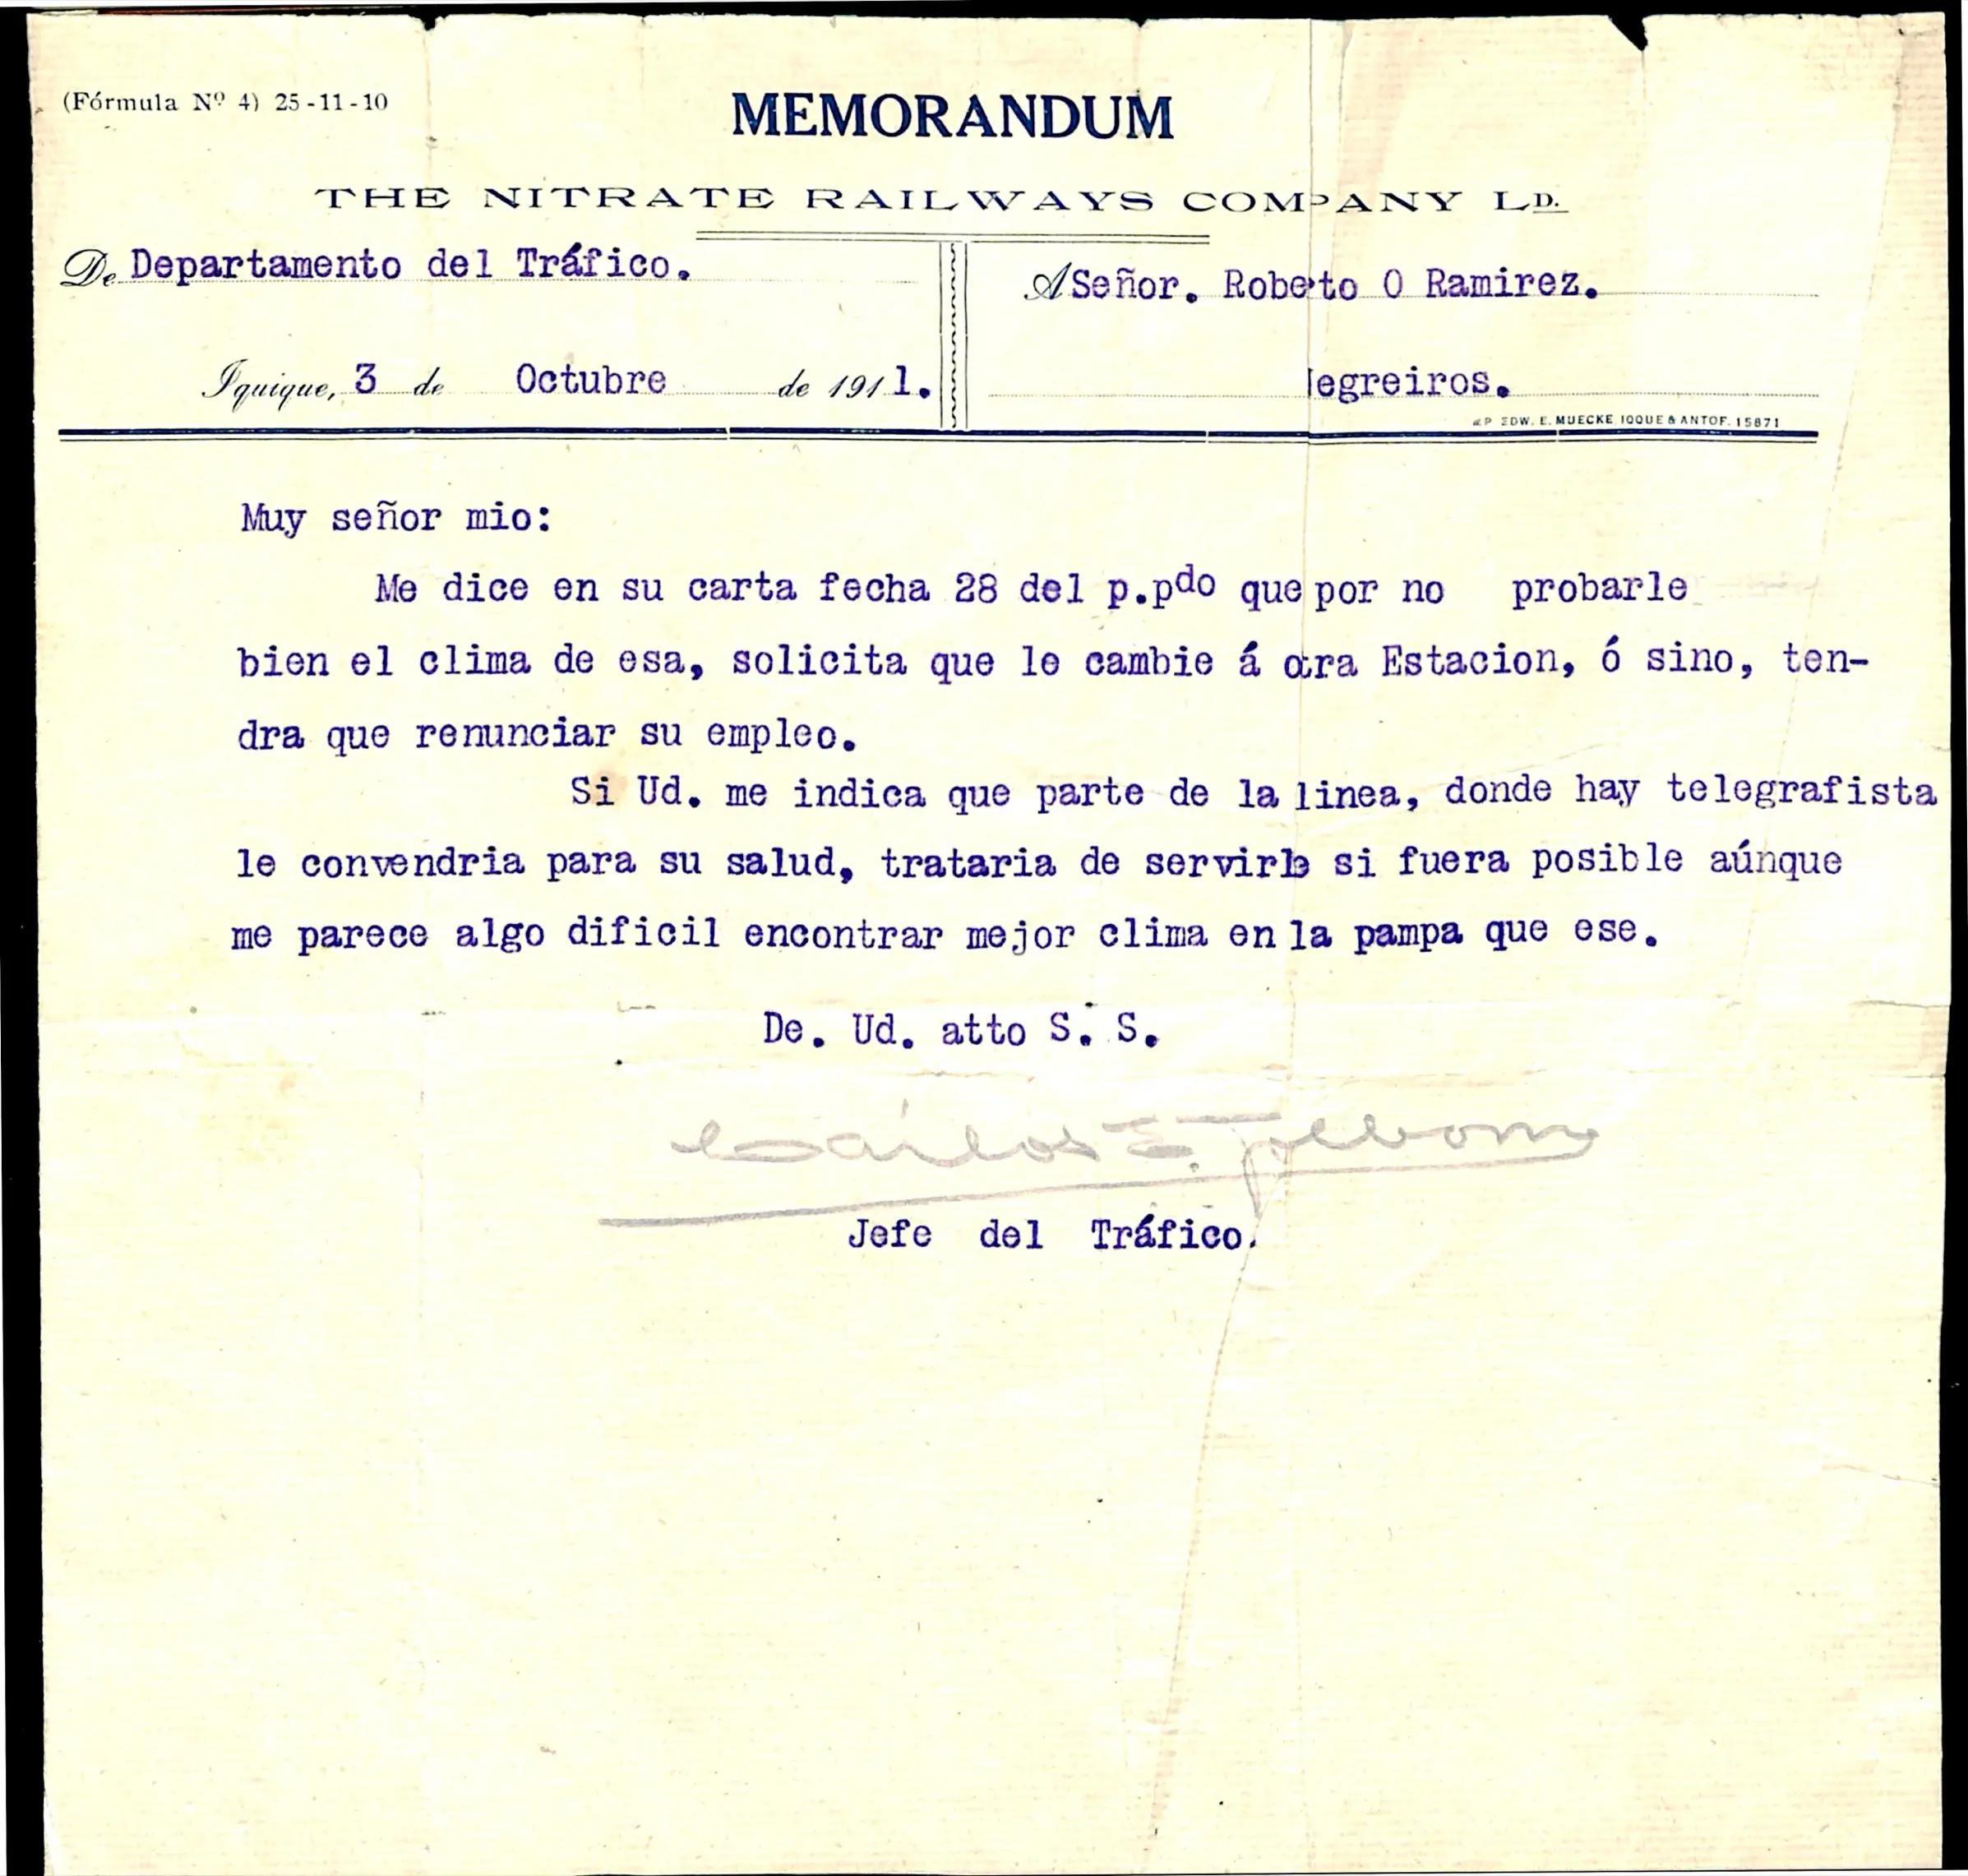 (Fórmula Nº 4) 25-11-10
MEMORANDUM
THE NITRATE RAILWAYS COMPANY LD.
De Departamento del Tráfico.
A Señor. Roberto O Ramirez.
Iquique, 3 de Octubre de 1911.
egreiros.
EDW. E. MUECKE IQQUE & ANTOF. 15871
Muy señor mio:
Me dice en su carta fecha 28 del p.pdo que por no probarle
bien el clima de esa, solicita que le cambie á otra Estacion, ó sino, ten-
dra que renunciar su empleo.
Si Ud. me indica que parte de la linea, donde hay telegrafista
le convendria para su salud, trataria de servirle si fuera posible aúnque
me parece algo dificil encontrar mejor clima en la pampa que ese.
De. Ud. atto S. S.
Carlos E.
Jefe del Tráfico.